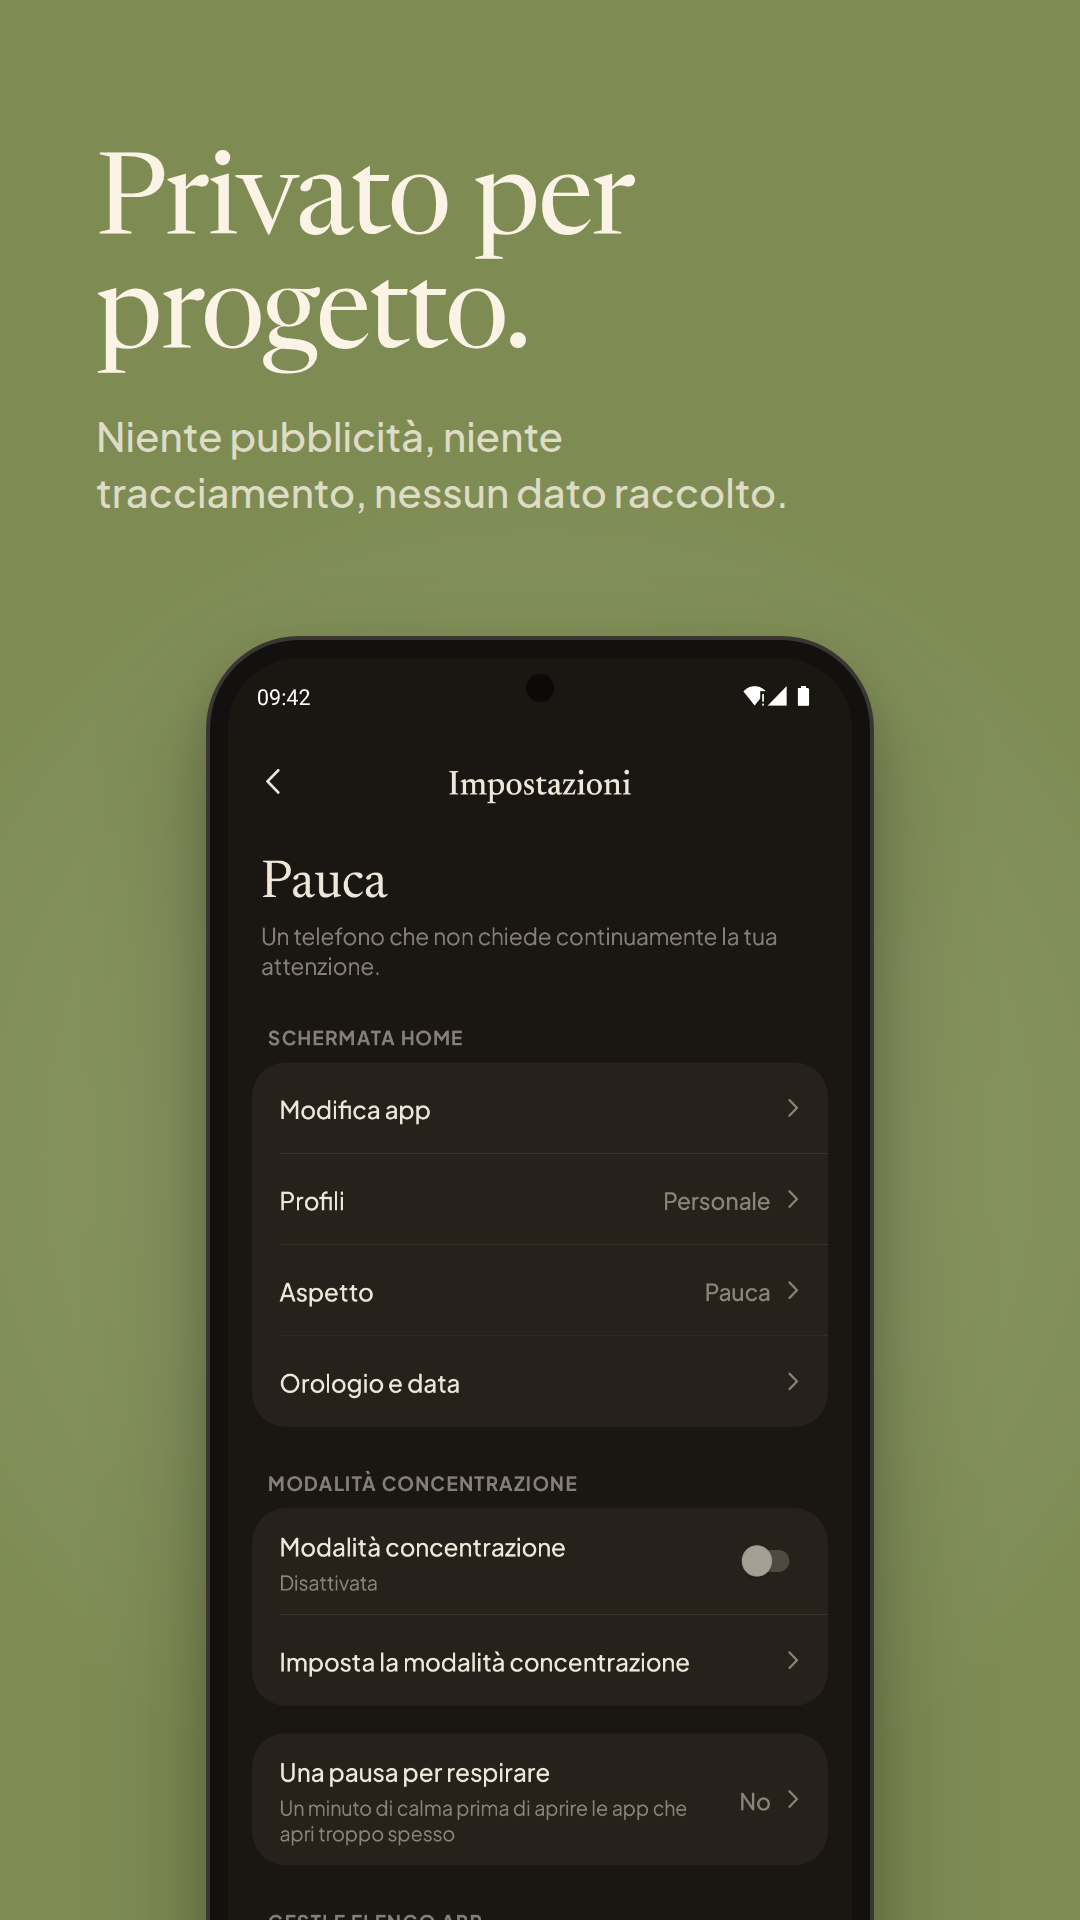 Privato per
progetto.
Niente pubblicità, niente
tracciamento, nessun dato raccolto.
09:42
Impostazioni
Pauca
Un telefono che non chiede continuamente la tua
attenzione.
SCHERMATA HOME
Modifica app
Profili Personale
Aspetto Pauca
Orologio e data
MODALITÀ CONCENTRAZIONE
Modalità concentrazione
Disattivata
Imposta la modalità concentrazione
Una pausa per respirare
Un minuto di calma prima di aprire le app che
apri troppo spesso
No